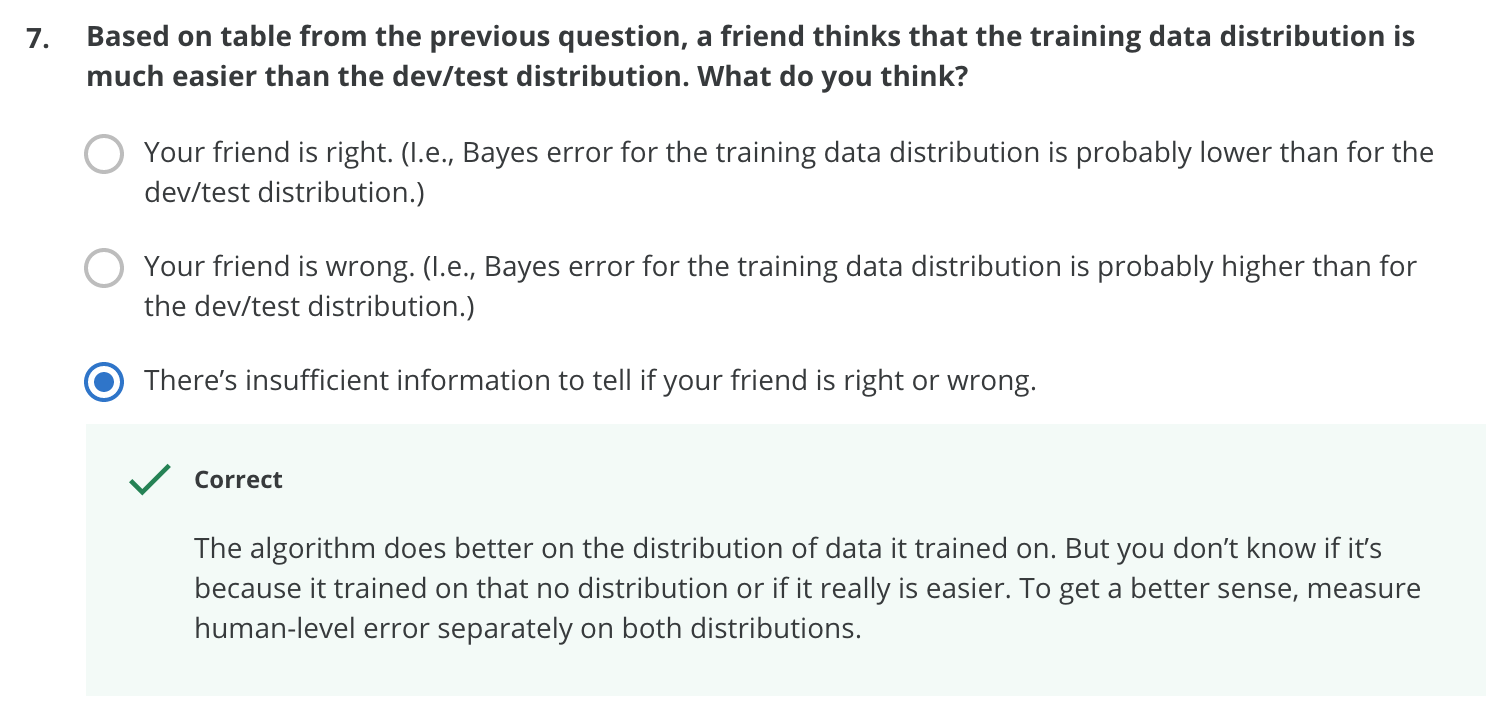 7. Based on table from the previous question, a friend thinks that the training data distribution is
much easier than the dev/test distribution. What do you think?
Your friend is right. (I.e., Bayes error for the training data distribution is probably lower than for the
dev/test distribution.)
Your friend is wrong. (I.e., Bayes error for the training data distribution is probably higher than for
the dev/test distribution.)
There’s insufficient information to tell if your friend is right or wrong.
Correct
The algorithm does better on the distribution of data it trained on. But you don’t know if it’s
because it trained on that no distribution or if it really is easier. To get a better sense, measure
human-level error separately on both distributions.